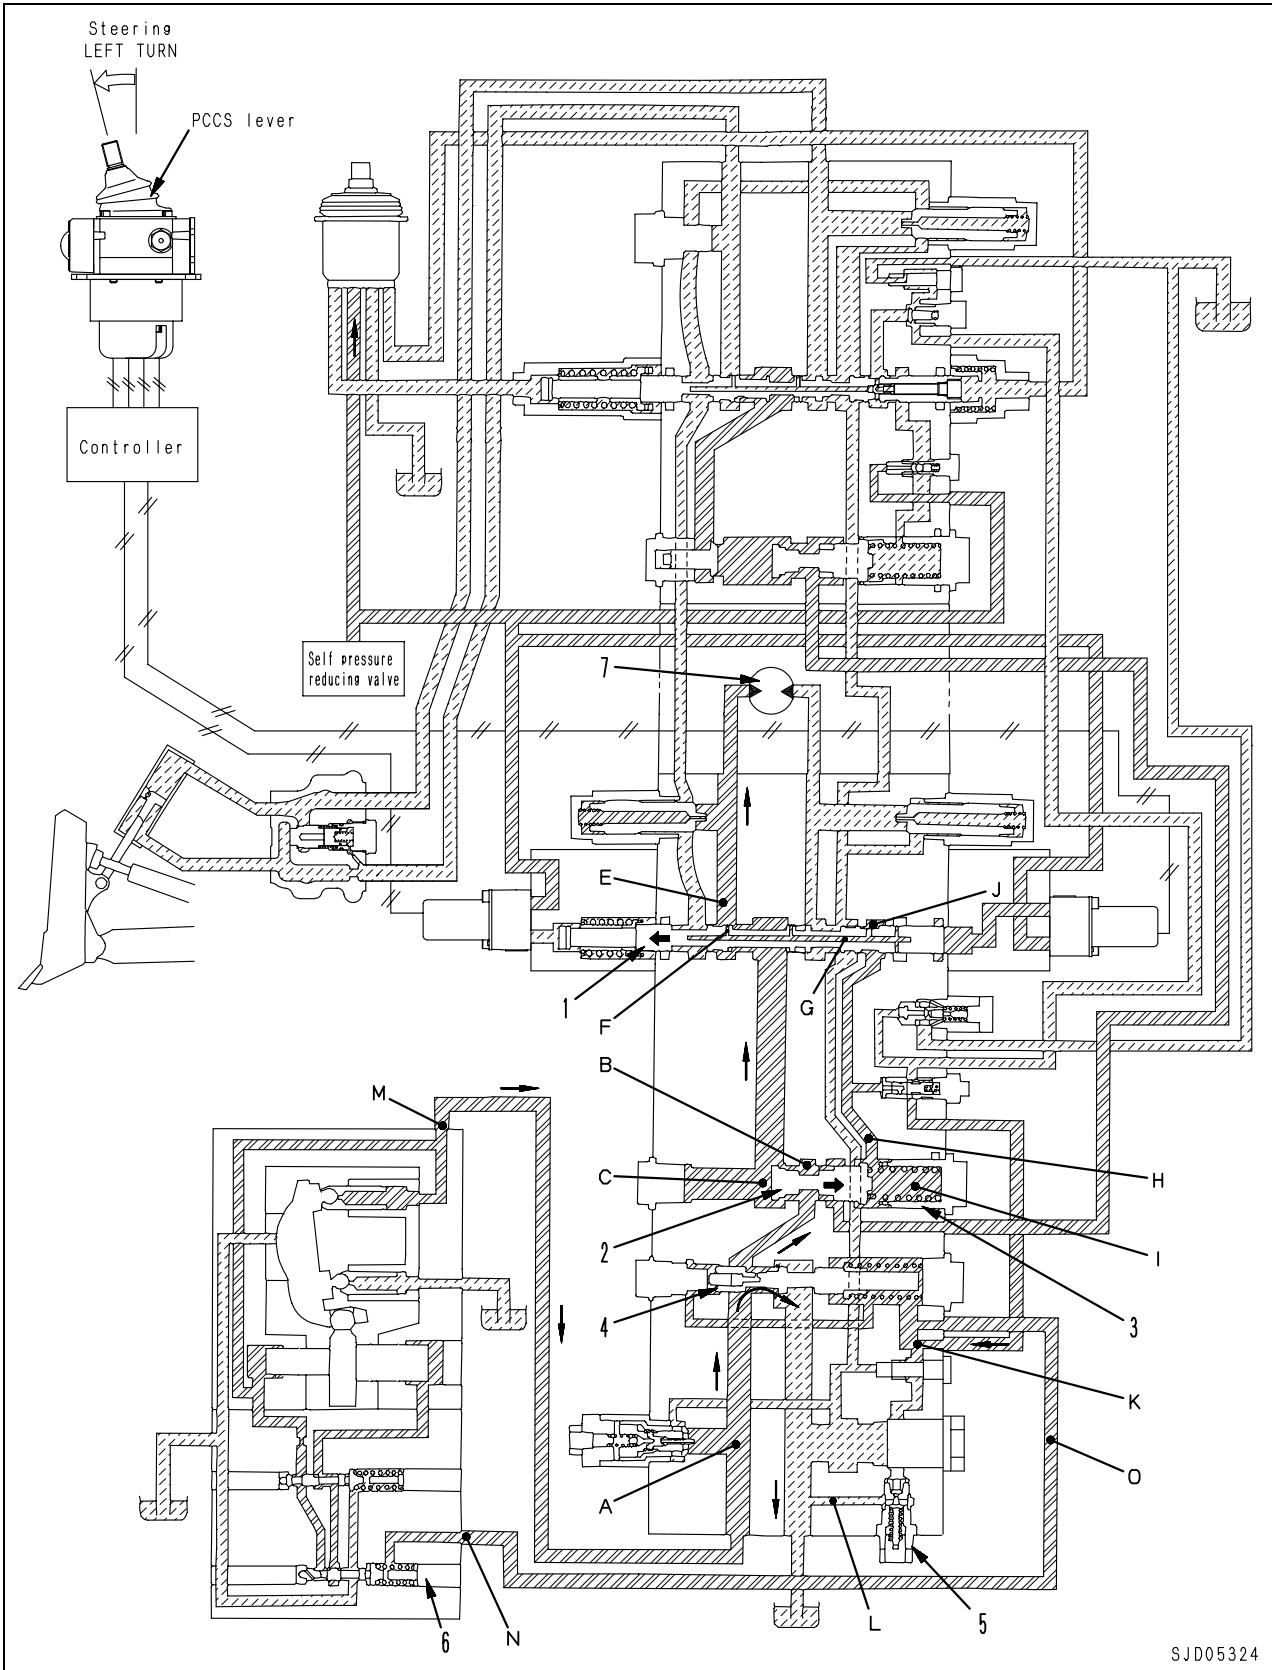 Steering
LEFT TURN
PCCS lever
Controller
Self pressure
reducing valve
7
E
J
1
F
G
B
M
C
H
2
I
4
3
K
A
O
L
5
6
N
SJD05324